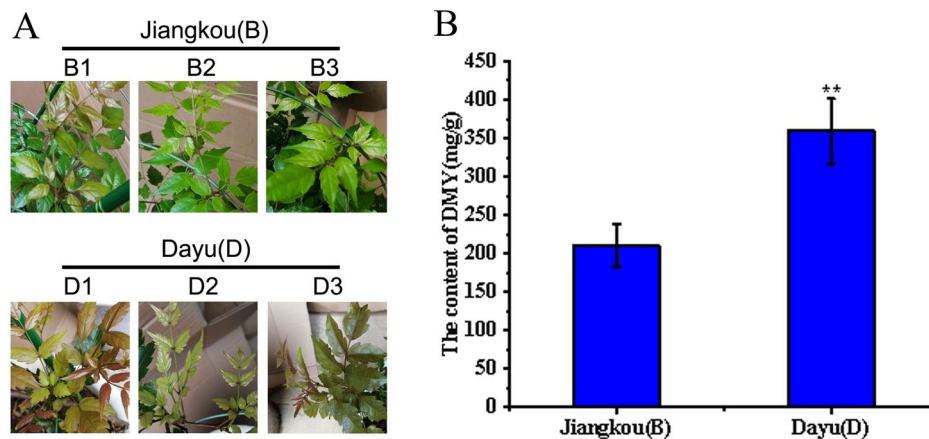 A
Jiangkou(B)
B1 B2 B3
Dayu(D)
D1 D2 D3
B
The content of DMY(mg/g)
450
400
350
300
250
200
150
100
50
0
**
Jiangkou(B) Dayu(D)